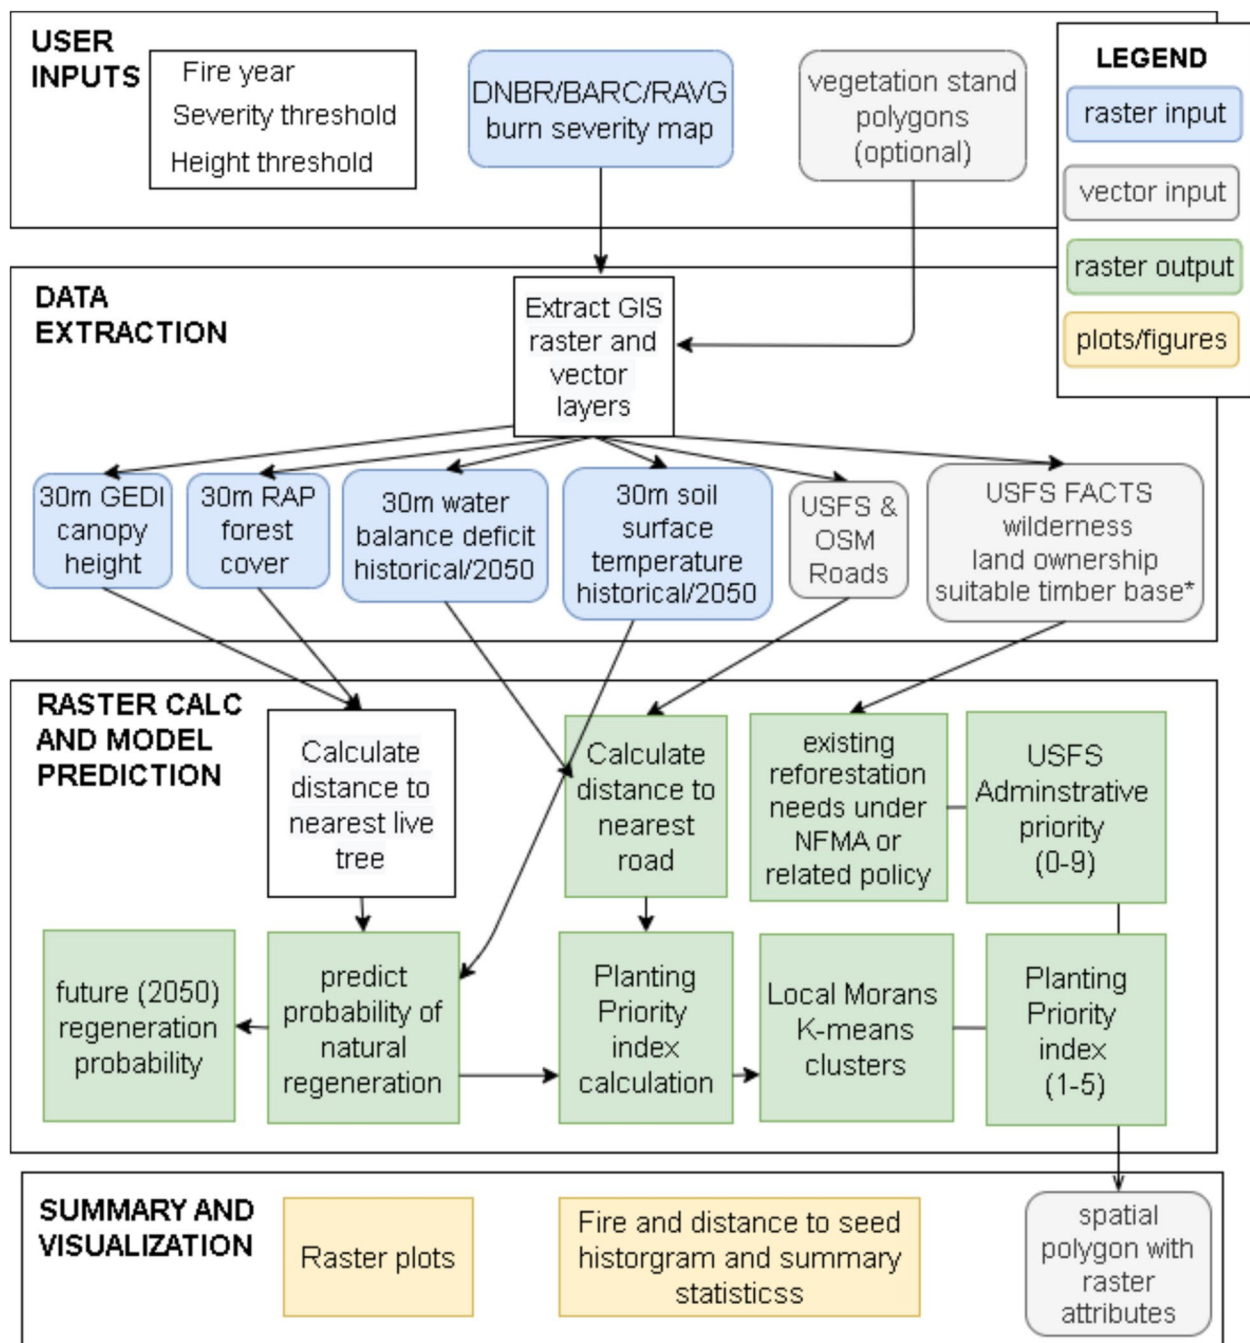 USER
INPUTS
Fire year
Severity threshold
Height threshold
DNBR/BARC/RAVG
burn severity map
vegetation stand
polygons
(optional)
LEGEND
raster input
vector input
raster output
plots/figures
DATA
EXTRACTION
Extract GIS
raster and
vector
layers
30m GEDI
canopy
height
30m RAP
forest
cover
30m water
balance deficit
historical/2050
30m soil
surface
temperature
historical/2050
USFS &
OSM
Roads
USFS FACTS
wilderness
land ownership
suitable timber base*
RASTER CALC
AND MODEL
PREDICTION
Calculate
distance to
nearest live
tree
Calculate
distance to
nearest
road
existing
reforestation
needs under
NFMA or
related policy
USFS
Adminstrative
priority
(0-9)
future (2050)
regeneration
probability
predict
probability of
natural
regeneration
Planting
Priority
index
calculation
Local Morans
K-means
clusters
Planting
Priority
index
(1-5)
SUMMARY AND
VISUALIZATION
Raster plots
Fire and distance to seed
historgram and summary
statisticss
spatial
polygon with
raster
attributes